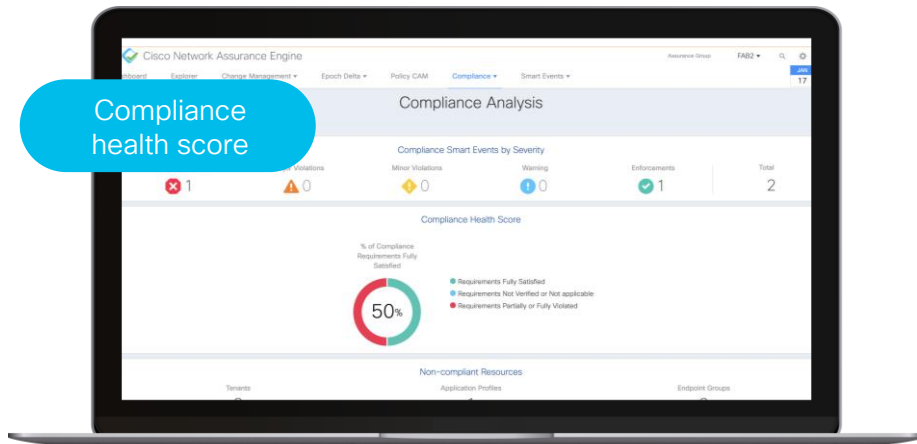 Cisco Network Assurance Engine
Assurance Group
FAB2
Explorer
Change Management
Epoch Delta
Policy CAM
Compliance
Smart Events
JAN
17
Compliance
health score
Compliance Analysis
Compliance Smart Events by Severity
Violations
Minor Violations
Warning
Enforcements
Total
1
0
0
0
1
2
Compliance Health Score
% of Compliance
Requirements Fully
Satisfied
50%
Requirements Fully Satisfied
Requirements Not Verified or Not applicable
Requirements Partially or Fully Violated
Non-compliant Resources
Tenants
Application Profiles
Endpoint Groups